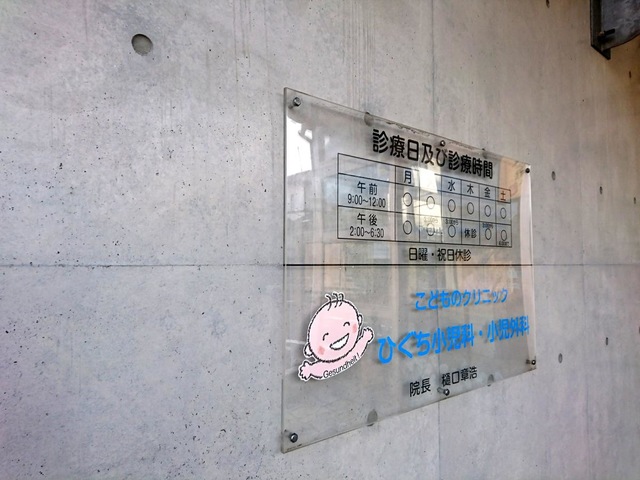 診療日及び診療時間
月 水 木 金 土
午前 9:00〜12:00 ○ ○ ○ ○ ○ ○
午後 2:00〜6:30 ○ ○ ○ 休診 ○ ○
日曜・祝日休診
こどものクリニック
ひぐち小児科・小児外科
Gesundheit!
院長 樋口章浩